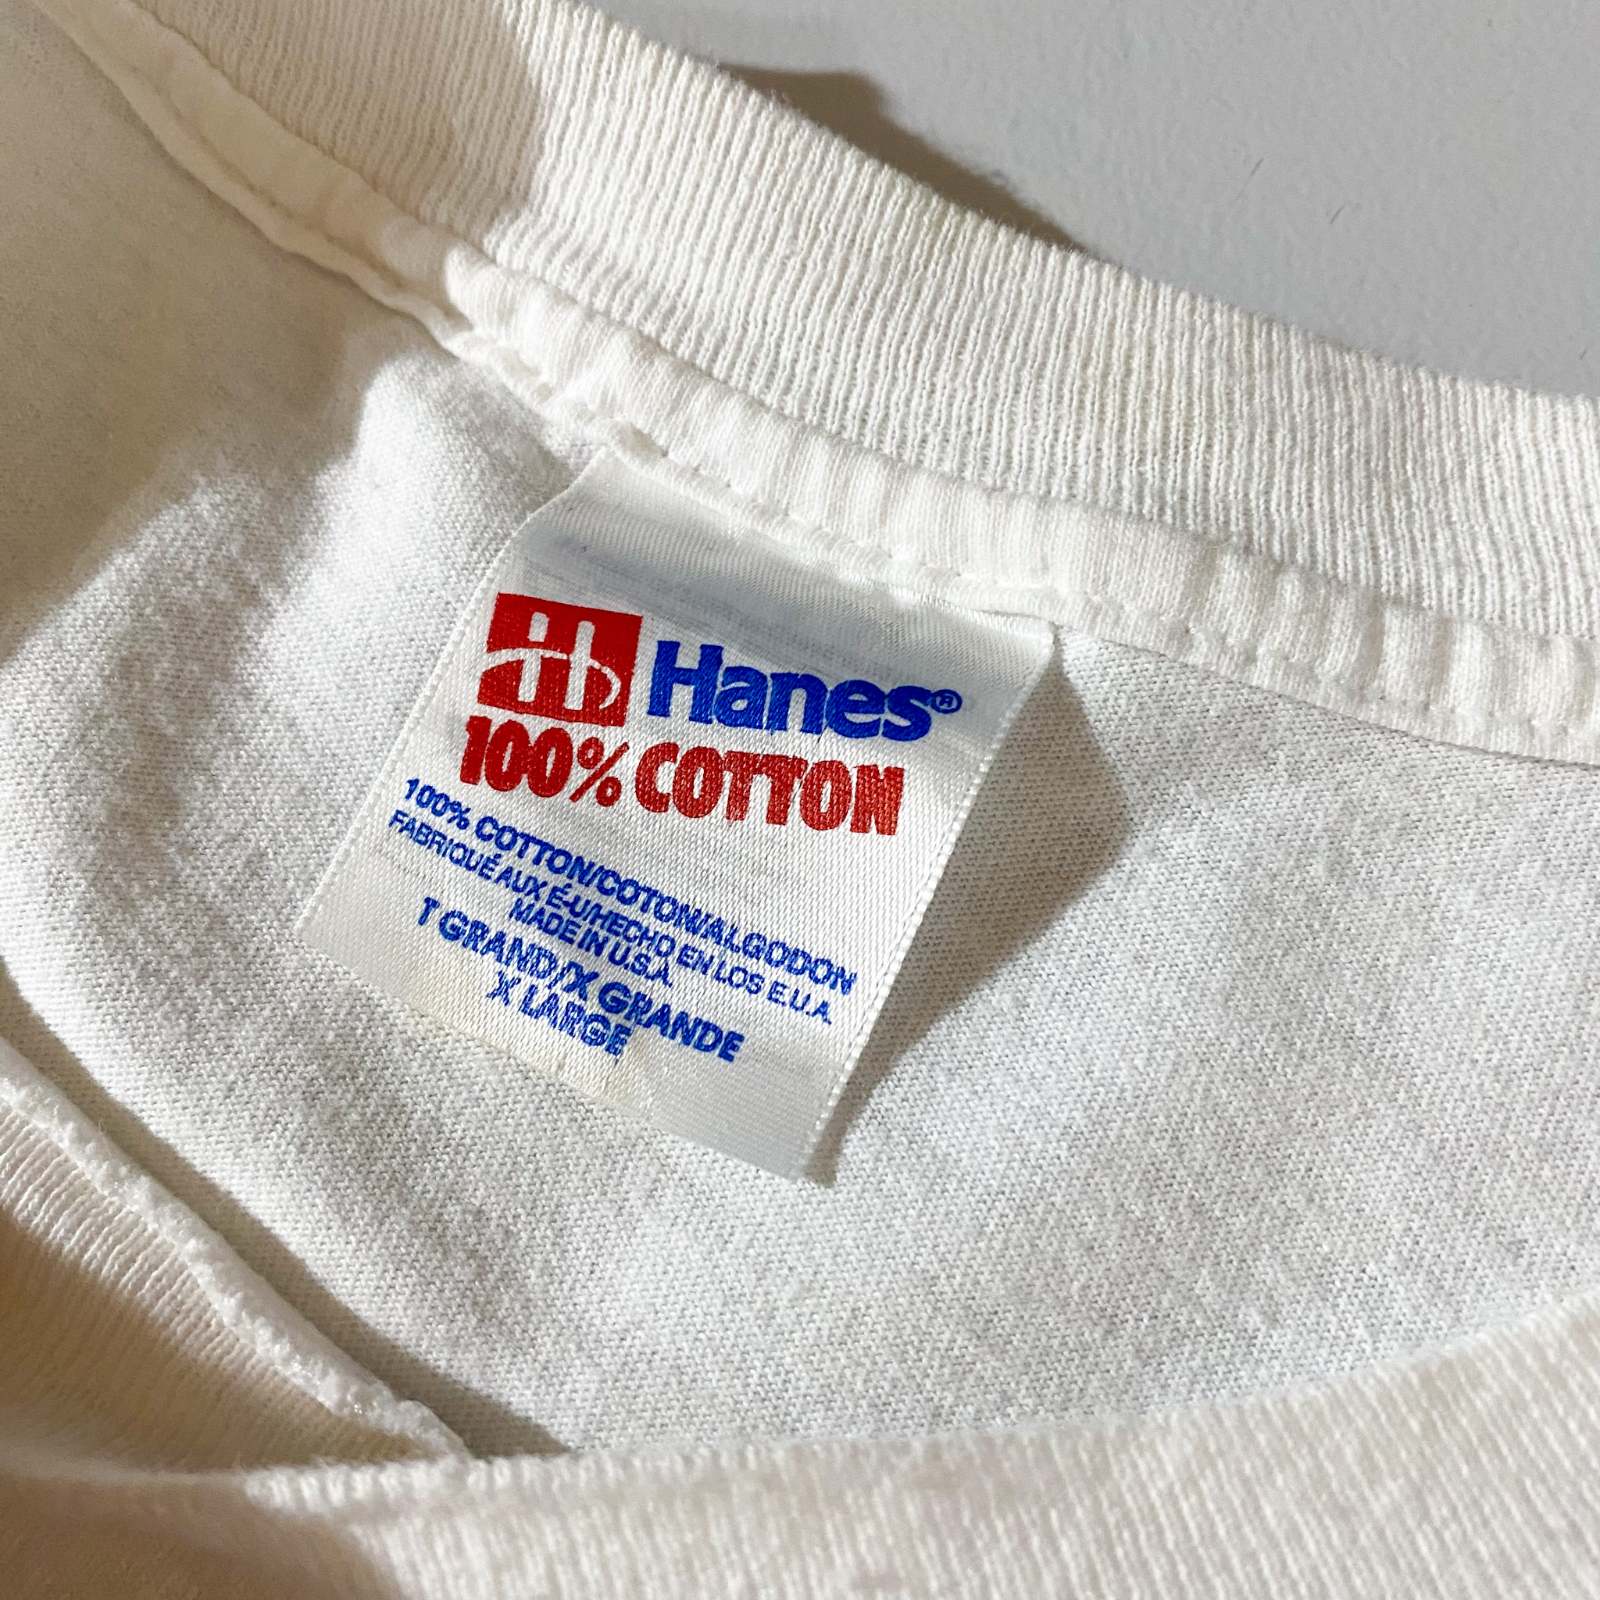 Hanes®
100% COTTON
100% COTTON/COTON/ALGODON
FABRIQUÉ AUX É-U/HECHO EN LOS E.U.A.
MADE IN U.S.A.
T GRAND/X GRANDE
X LARGE